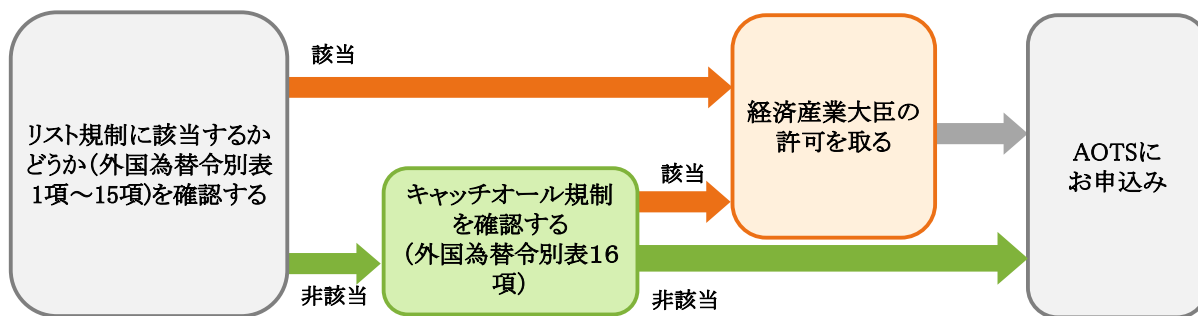 リスト規制に該当するか
どうか（外国為替令別表
1項～15項）を確認する
該当
非該当
キャッチオール規制
を確認する
（外国為替令別表16
項）
該当
非該当
経済産業大臣の
許可を取る
AOTSに
お申込み